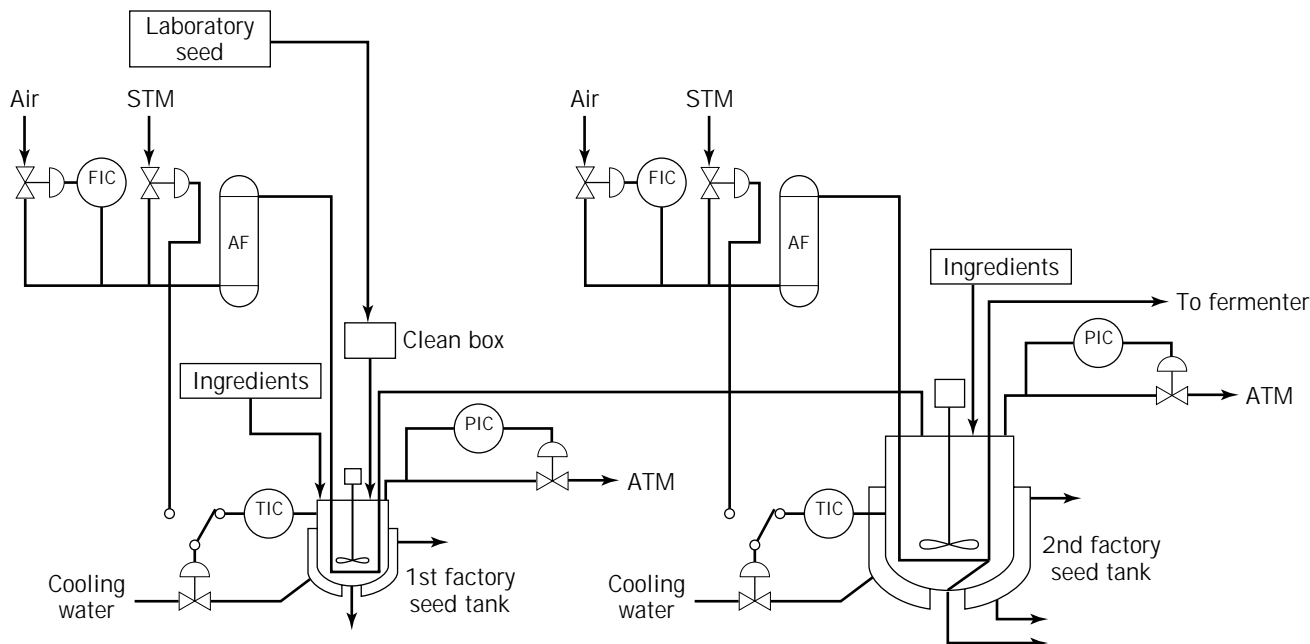 Laboratory
seed
Air
STM
Air
STM
FIC
FIC
AF
AF
Ingredients
To fermenter
Clean box
PIC
Ingredients
ATM
PIC
ATM
TIC
TIC
2nd factory
seed tank
Cooling
water
1st factory
seed tank
Cooling
water